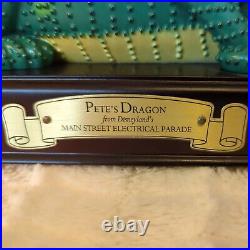 PETE'S DRAGON
from Disneyland's
MAIN STREET ELECTRICAL PARADE